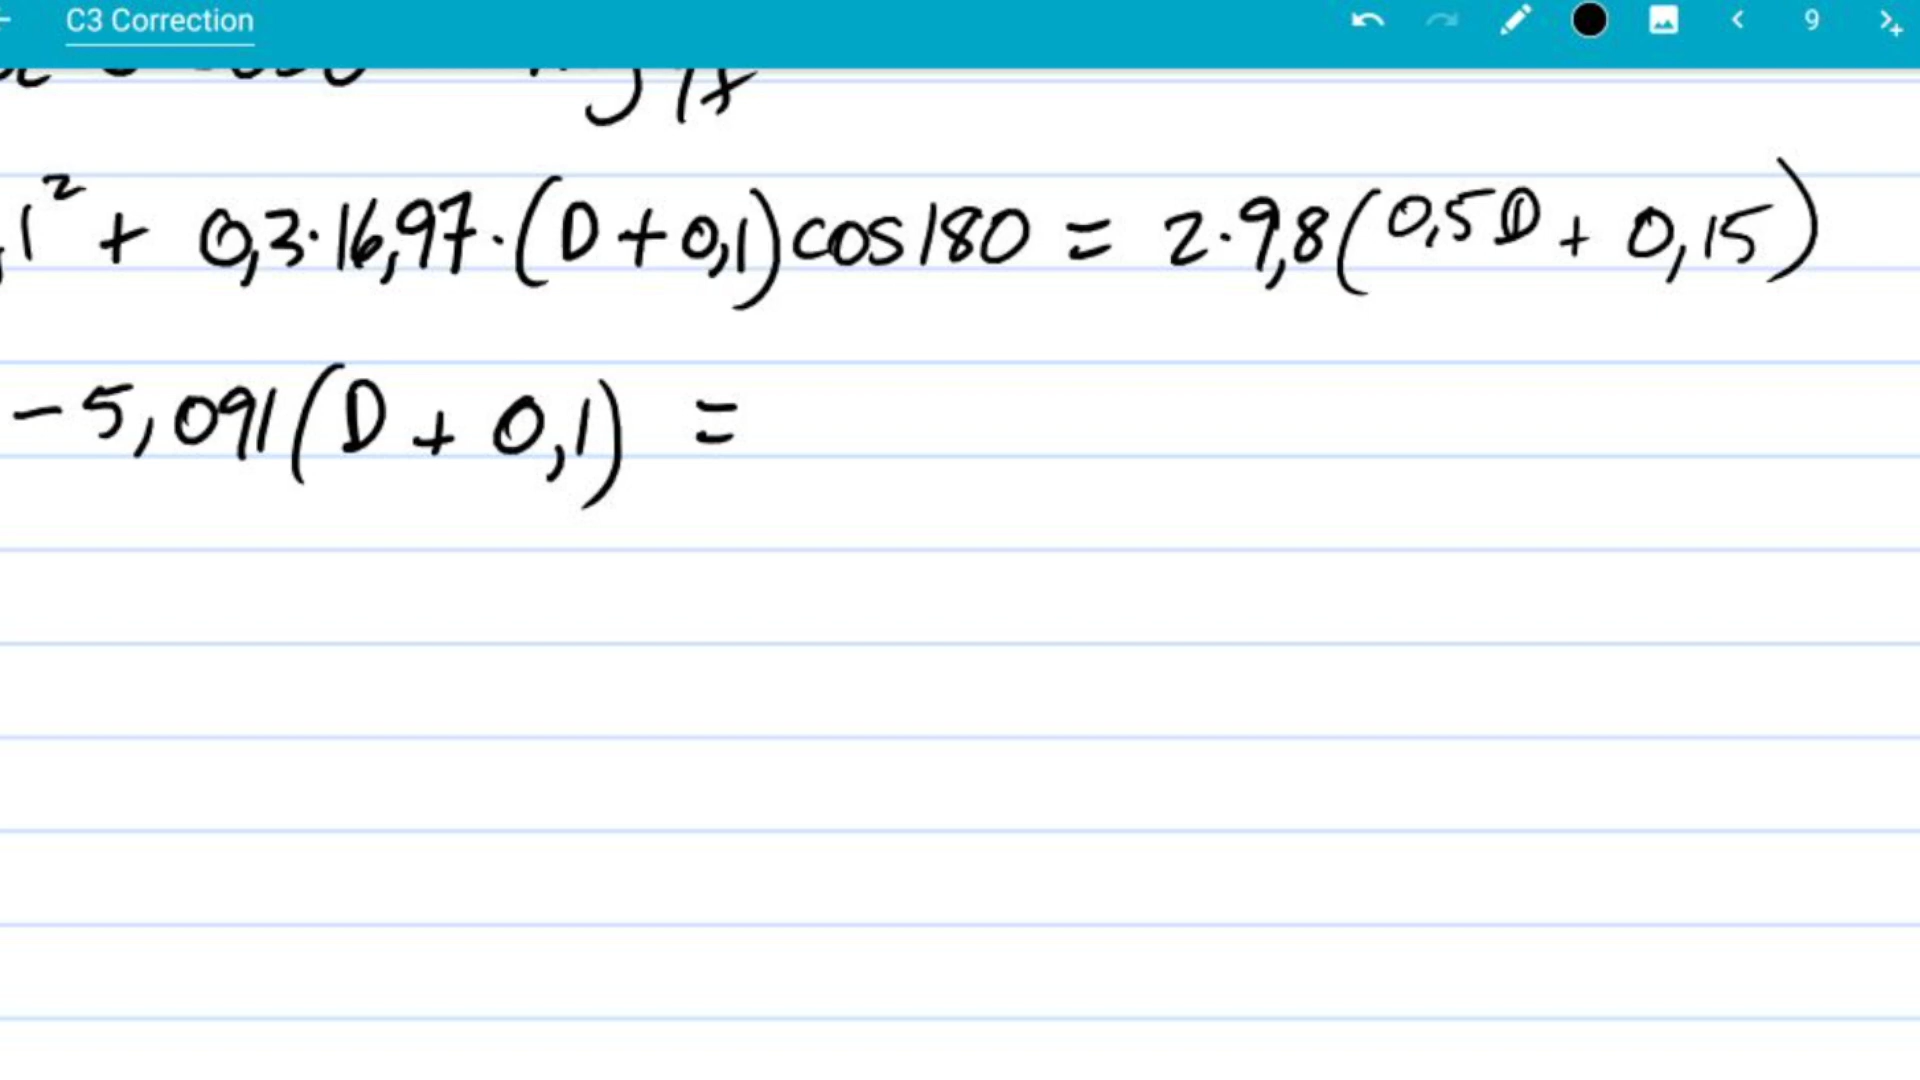 C3 Correction
9
,1² + 0,3·16,97·(D+0,1)cos180 = 2·9,8(0,5D + 0,15)
-5,091(D + 0,1) =